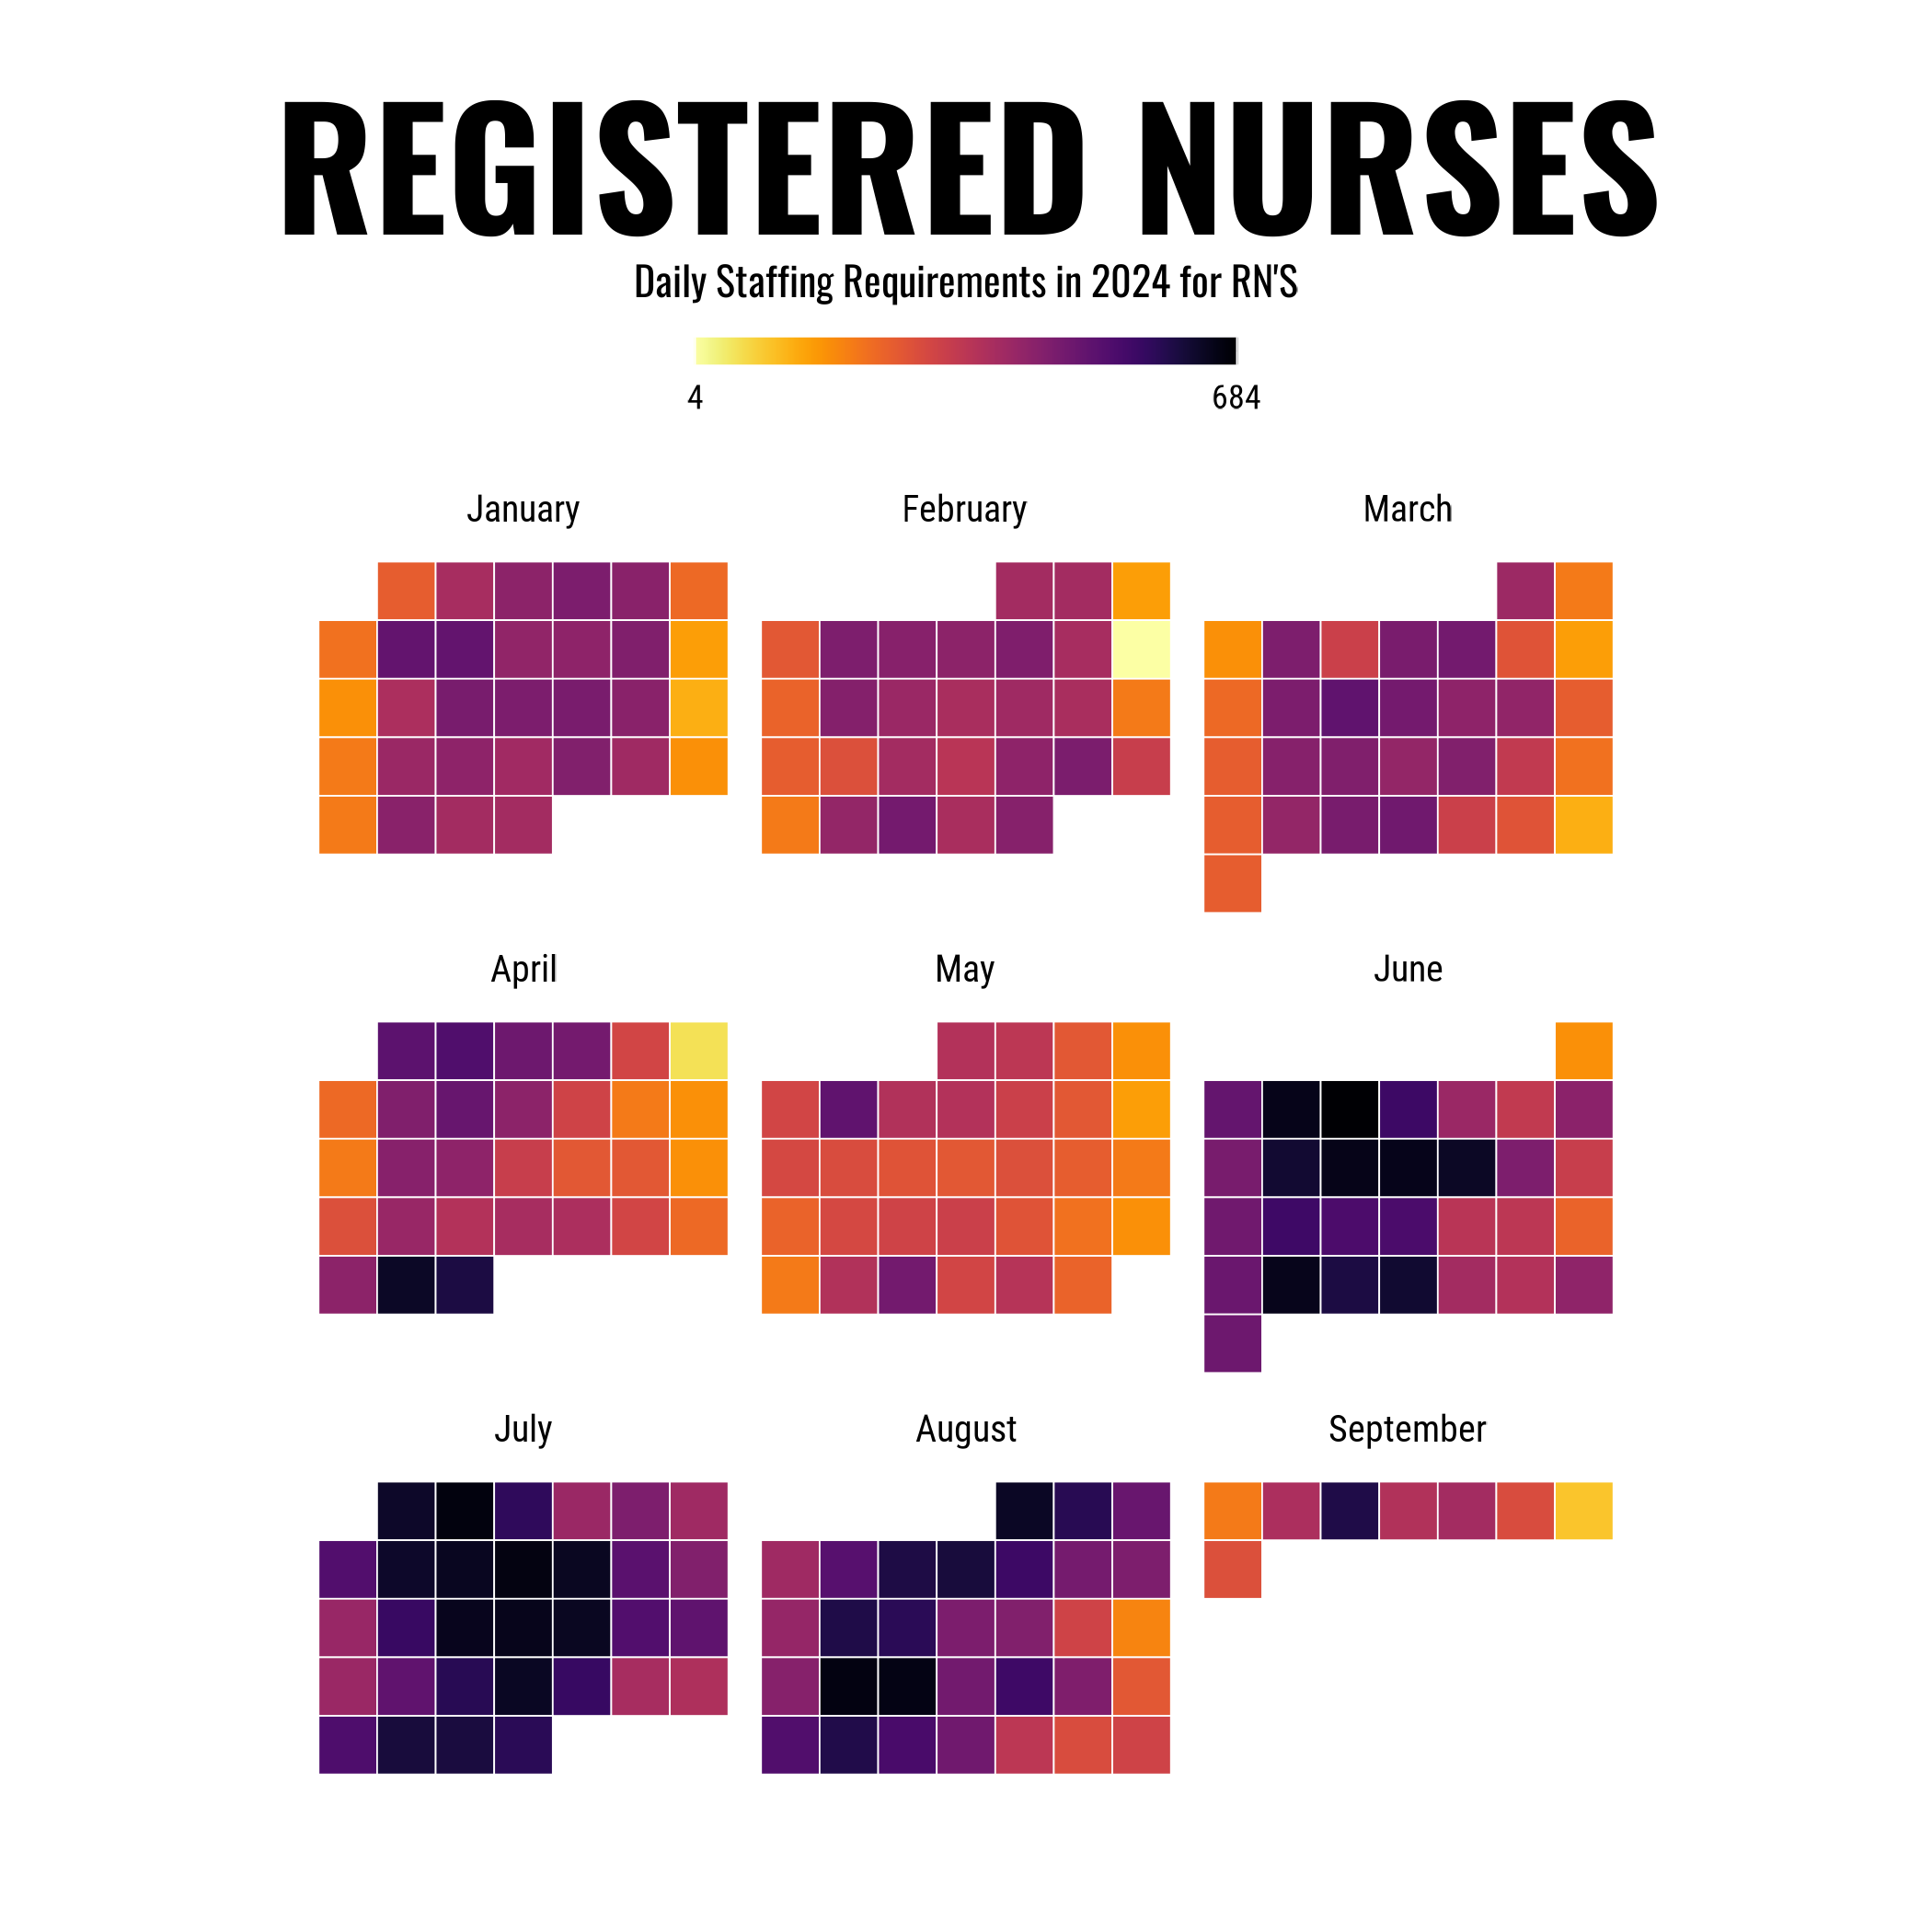 REGISTERED NURSES
Daily Staffing Requirements in 2024 for RN'S
4 684
January February March
April May June
July August September